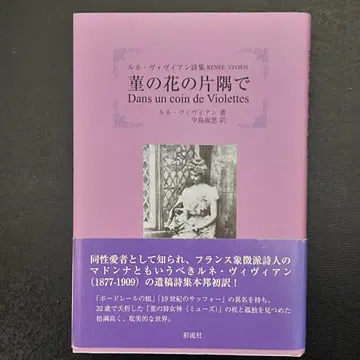 ルネ・ヴィヴィアン詩集 RENÉE VIVIEN
菫の花の片隅で
Dans un coin de Violettes
ルネ・ヴィヴィアン 著
中島淑恵 訳
同性愛者として知られ、フランス象徴派詩人の
マドンナともいうべきルネ・ヴィヴィアン
(1877-1909) の遺稿詩集本邦初訳！
「ボードレールの娘」「19世紀のサッフォー」の異名を持ち、
32歳で夭折した「菫の詩女神（ミューズ）」の死と孤独を見つめた
格調高く、耽美的な世界。
彩流社